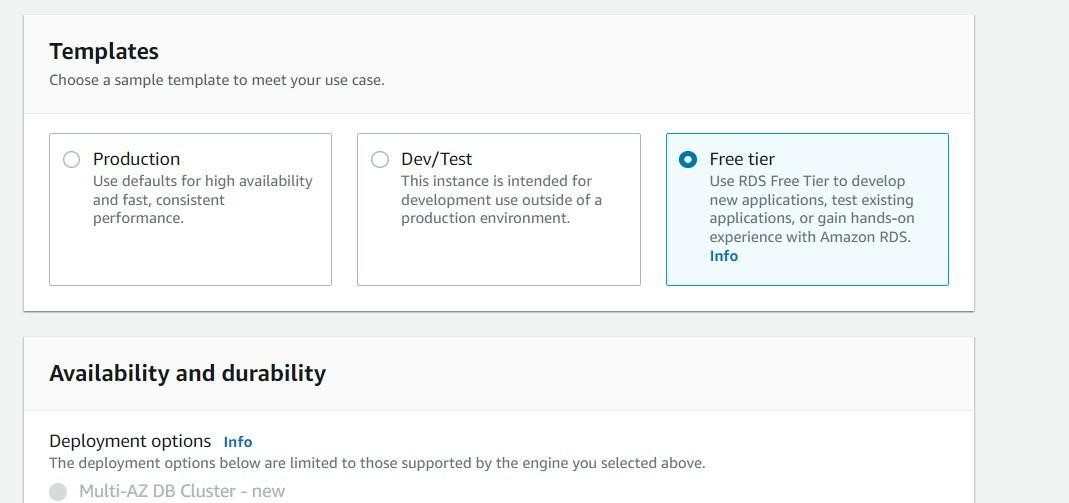 Templates
Choose a sample template to meet your use case.
Production
Use defaults for high availability
and fast, consistent
performance.
Dev/Test
This instance is intended for
development use outside of a
production environment.
Free tier
Use RDS Free Tier to develop
new applications, test existing
applications, or gain hands-on
experience with Amazon RDS.
Info
Availability and durability
Deployment options Info
The deployment options below are limited to those supported by the engine you selected above.
Multi-AZ DB Cluster - new